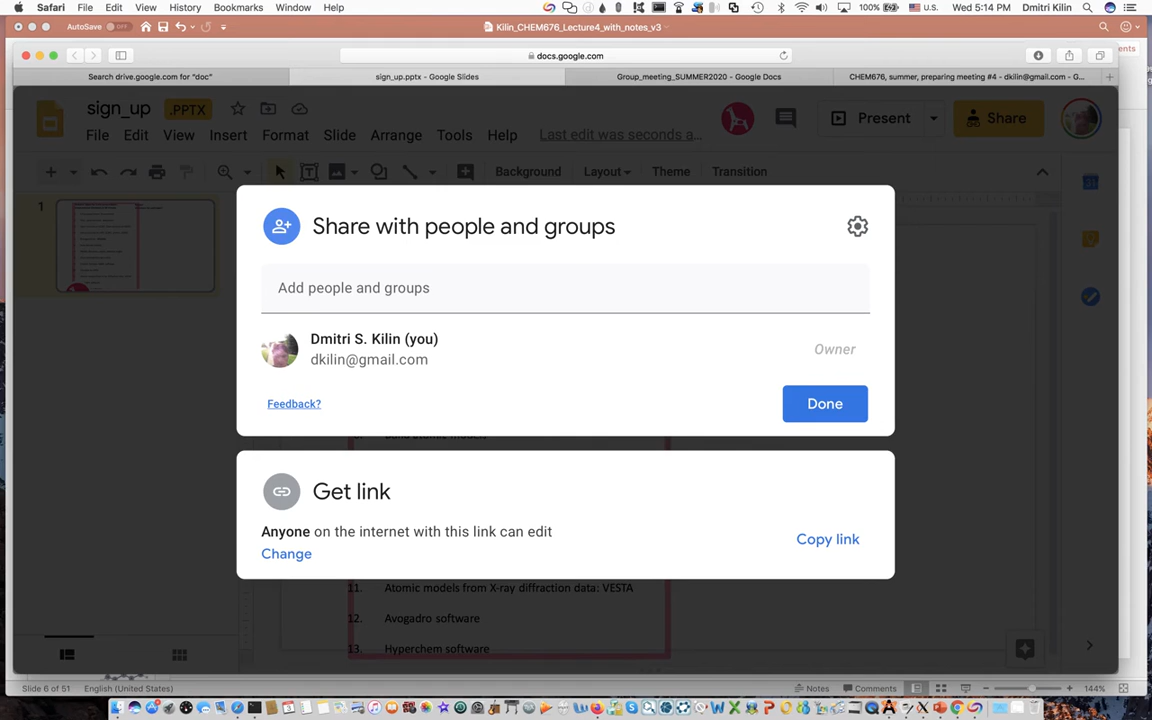 Safari File Edit View History Bookmarks Window Help 100% U.S. Wed 5:14 PM Dmitri Kilin
AutoSave OFF Kilin_CHEM676_Lecture4_with_notes_v3
docs.google.com
Search drive.google.com for "doc" sign_up.pptx - Google Slides Group_meeting_SUMMER2020 - Google Docs CHEM676, summer, preparing meeting #4 - dkilin@gmail.com - G...
sign_up .PPTX
File Edit View Insert Format Slide Arrange Tools Help Last edit was seconds a...
Present Share
Background Layout Theme Transition
1
Share with people and groups
Add people and groups
Dmitri S. Kilin (you)
dkilin@gmail.com
Owner
Feedback?
Done
Get link
Anyone on the internet with this link can edit
Change
Copy link
11. Atomic models from X-ray diffraction data: VESTA
12. Avogadro software
13. Hyperchem software
Slide 6 of 51 English (United States) Notes Comments 144%